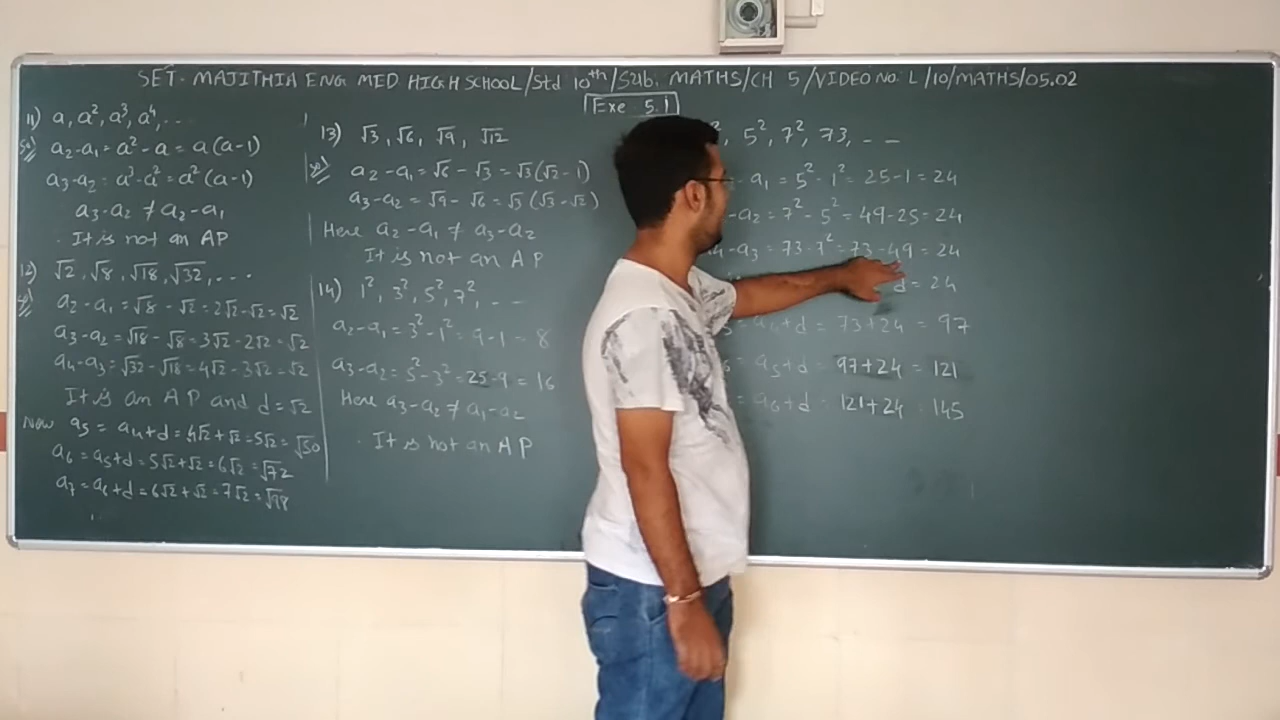 SET. MAJITHIA ENG MED HIGH SCHOOL/Std 10th/Sub. MATHS/CH 5/VIDEO NO. L/10/MATHS/05.02
Exe. 5.1
11) a, a², a³, a⁴, ...
a₂-a₁ = a²-a = a(a-1)
a₃-a₂ = a³-a² = a²(a-1)
a₃-a₂ ≠ a₂-a₁
. It is not an AP
12) √2, √8, √18, √32, ...
a₂-a₁ = √8-√2 = 2√2-√2 = √2
a₃-a₂ = √18-√8 = 3√2-2√2 = √2
a₄-a₃ = √32-√18 = 4√2-3√2 = √2
It is an AP and d = √2
Now a₅ = a₄+d = 4√2+√2 = 5√2 = √50
a₆ = a₅+d = 5√2+√2 = 6√2 = √72
a₇ = a₆+d = 6√2+√2 = 7√2 = √98
13) √3, √6, √9, √12
a₂-a₁ = √6-√3 = √3(√2-1)
a₃-a₂ = √9-√6 = √3(√3-√2)
Here a₂-a₁ ≠ a₃-a₂
It is not an AP
14) 1², 3², 5², 7², - -
a₂-a₁ = 3²-1² = 9-1 = 8
a₃-a₂ = 5²-3² = 25-9 = 16
Here a₃-a₂ ≠ a₁-a₂
. It is not an AP
², 5², 7², 73, - -
- a₁ = 5²-1² = 25-1 = 24
-a₂ = 7²-5² = 49-25 = 24
-a₃ = 73-7² = 73-49 = 24
d = 24
a₄+d = 73+24 = 97
= a₅+d = 97+24 = 121
= a₆+d = 121+24 = 145